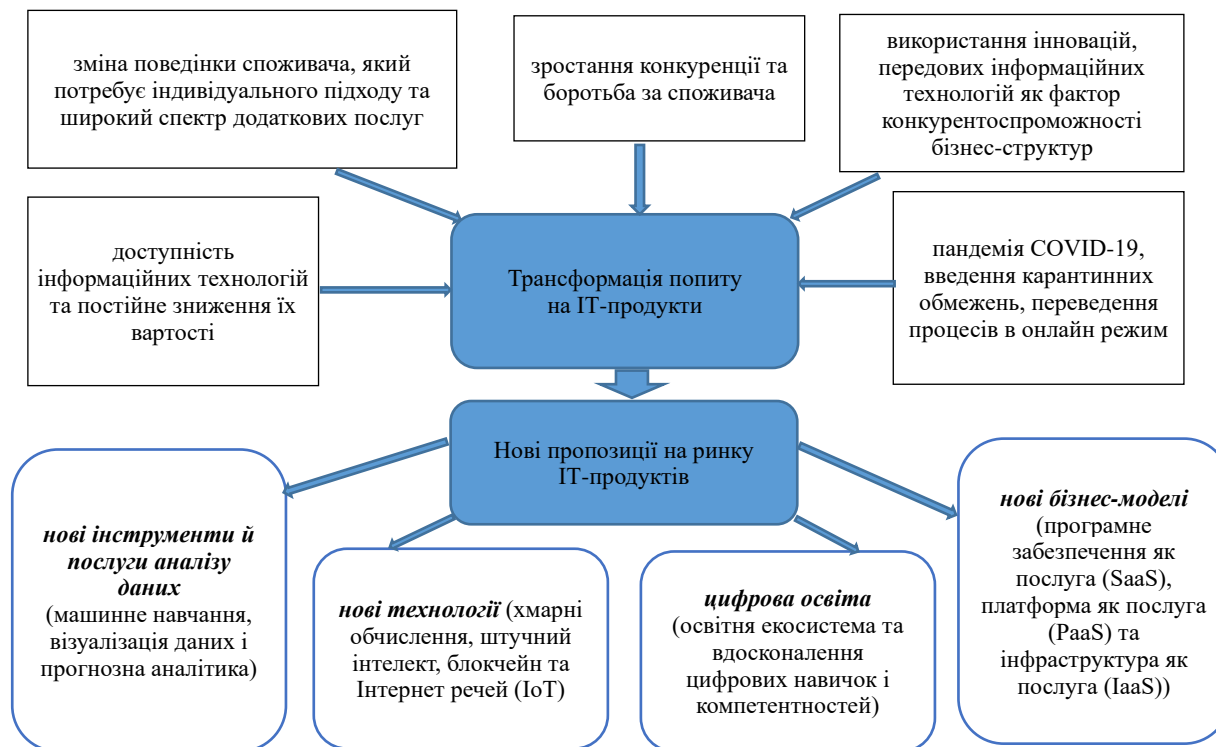 зміна поведінки споживача, який
потребує індивідуального підходу та
широкий спектр додаткових послуг
зростання конкуренції та
боротьба за споживача
використання інновацій,
передових інформаційних
технологій як фактор
конкурентоспроможності
бізнес-структур
доступність
інформаційних технологій
та постійне зниження їх
вартості
Трансформація попиту
на ІТ-продукти
пандемія COVID-19,
введення карантинних
обмежень, переведення
процесів в онлайн режим
Нові пропозиції на ринку
ІТ-продуктів
нові інструменти й
послуги аналізу
даних
(машинне навчання,
візуалізація даних і
прогнозна аналітика)
нові технології (хмарні
обчислення, штучний
інтелект, блокчейн та
Інтернет речей (IoT)
цифрова освіта
(освітня екосистема та
вдосконалення
цифрових навичок і
компетентностей)
нові бізнес-моделі
(програмне
забезпечення як
послуга (SaaS),
платформа як послуга
(PaaS) та
інфраструктура як
послуга (IaaS))